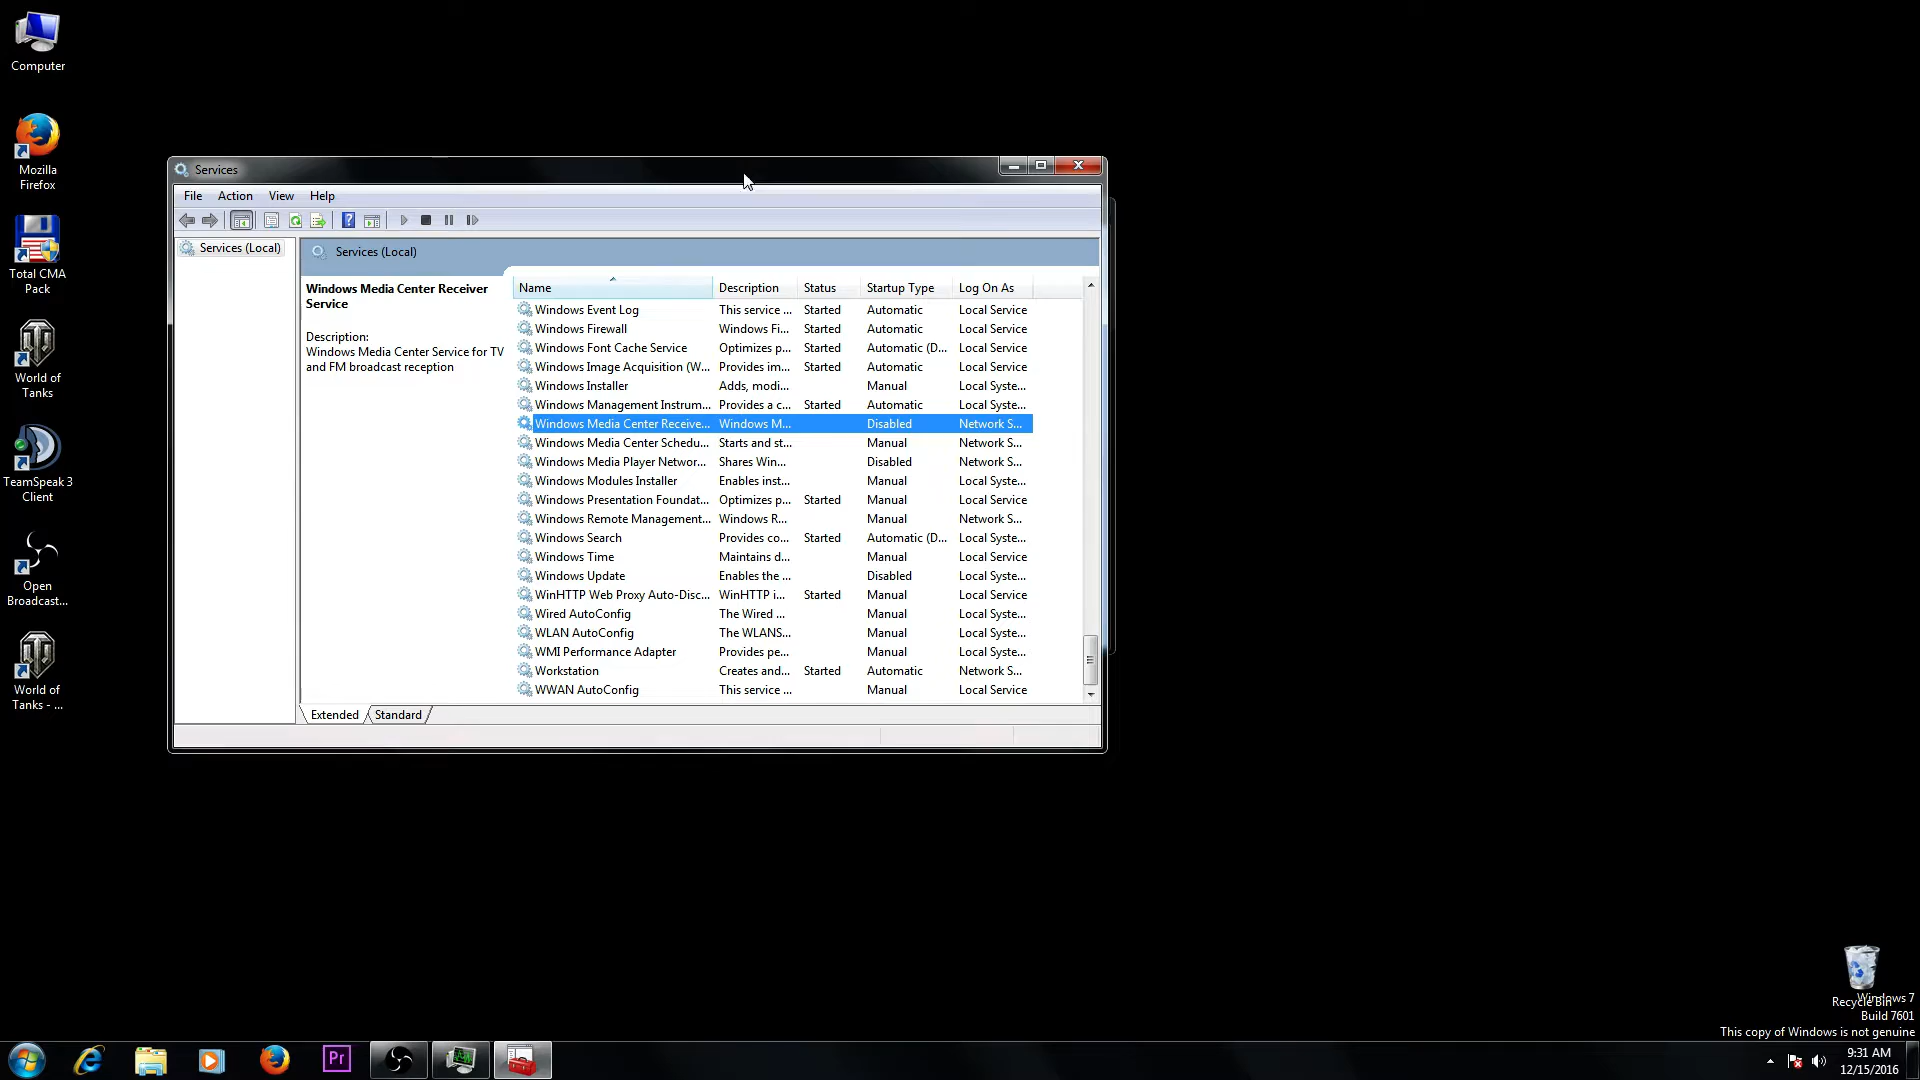 Computer
Mozilla
Firefox
Total CMA
Pack
World of
Tanks
TeamSpeak 3
Client
Open
Broadcast...
World of
Tanks - ...
Services
File Action View Help
Services (Local)
Services (Local)
Windows Media Center Receiver
Service
Description:
Windows Media Center Service for TV
and FM broadcast reception
Name Description Status Startup Type Log On As
Windows Event Log This service ... Started Automatic Local Service
Windows Firewall Windows Fi... Started Automatic Local Service
Windows Font Cache Service Optimizes p... Started Automatic (D... Local Service
Windows Image Acquisition (W... Provides im... Started Automatic Local Service
Windows Installer Adds, modi... Manual Local Syste...
Windows Management Instrum... Provides a c... Started Automatic Local Syste...
Windows Media Center Receive... Windows M... Disabled Network S...
Windows Media Center Schedu... Starts and st... Manual Network S...
Windows Media Player Networ... Shares Win... Disabled Network S...
Windows Modules Installer Enables inst... Manual Local Syste...
Windows Presentation Foundat... Optimizes p... Started Manual Local Service
Windows Remote Management... Windows R... Manual Network S...
Windows Search Provides co... Started Automatic (D... Local Syste...
Windows Time Maintains d... Manual Local Service
Windows Update Enables the ... Disabled Local Syste...
WinHTTP Web Proxy Auto-Disc... WinHTTP i... Started Manual Local Service
Wired AutoConfig The Wired ... Manual Local Syste...
WLAN AutoConfig The WLANS... Manual Local Syste...
WMI Performance Adapter Provides pe... Manual Local Syste...
Workstation Creates and... Started Automatic Network S...
WWAN AutoConfig This service ... Manual Local Service
Extended Standard
Recycle Bin
Windows 7
Build 7601
This copy of Windows is not genuine
Pr
9:31 AM
12/15/2016